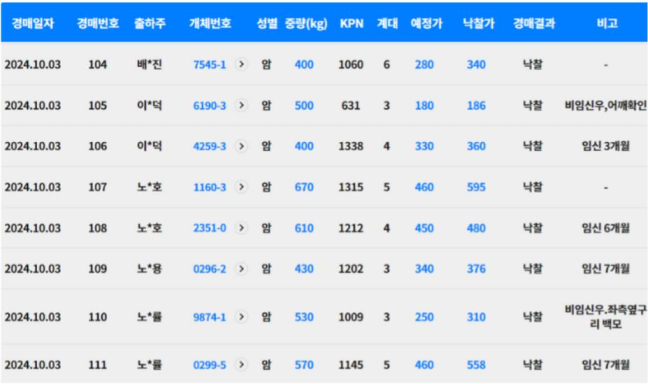 경매일자 경매번호 출하주 개체번호 성별 중량(kg) KPN 계대 예정가 낙찰가 경매결과 비고
2024.10.03 104 배*진 7545-1 > 암 400 1060 6 280 340 낙찰 -
2024.10.03 105 이*덕 6190-3 > 암 500 631 3 180 186 낙찰 비임신우,어깨확인
2024.10.03 106 이*덕 4259-3 > 암 400 1338 4 330 360 낙찰 임신 3개월
2024.10.03 107 노*호 1160-3 > 암 670 1315 5 460 595 낙찰 -
2024.10.03 108 노*호 2351-0 > 암 610 1212 4 450 480 낙찰 임신 6개월
2024.10.03 109 노*용 0296-2 > 암 430 1202 3 340 376 낙찰 임신 7개월
2024.10.03 110 노*률 9874-1 > 암 530 1009 3 250 310 낙찰 비임신우.좌측옆구
리 백모
2024.10.03 111 노*률 0299-5 > 암 570 1145 5 460 558 낙찰 임신 7개월